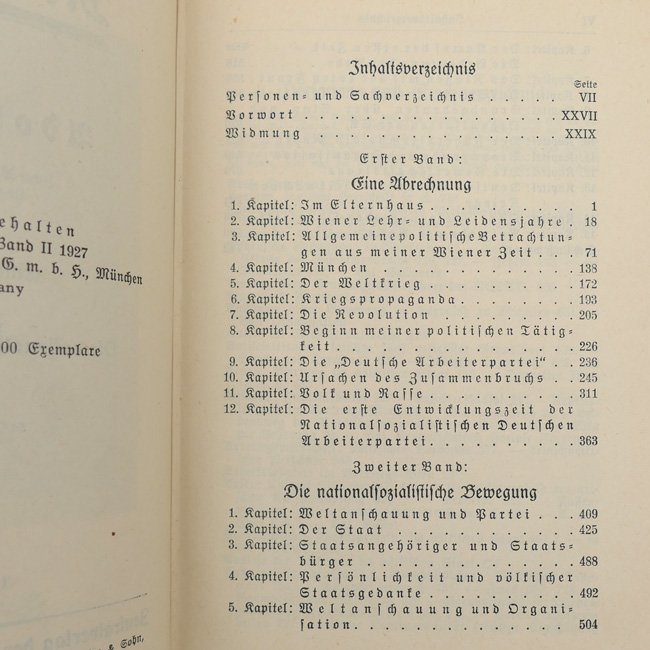 ehalten
Band II 1927
G. m. b. H., München
any
00 Exemplare
& Sohn,
Inhaltsverzeichnis
Seite
Personen- und Sachverzeichnis . . . . . VII
Vorwort . . . . . . . . . . . . . . . . XXVII
Widmung . . . . . . . . . . . . . . . XXIX
Erster Band:
Eine Abrechnung
1. Kapitel: Im Elternhaus . . . . . . . . . . 1
2. Kapitel: Wiener Lehr- und Leidensjahre . 18
3. Kapitel: Allgemeine politische Betrachtun-
gen aus meiner Wiener Zeit . . . 71
4. Kapitel: München . . . . . . . . . . . . 138
5. Kapitel: Der Weltkrieg . . . . . . . . . 172
6. Kapitel: Kriegspropaganda . . . . . . . . 193
7. Kapitel: Die Revolution . . . . . . . . . 205
8. Kapitel: Beginn meiner politischen Tätig-
keit . . . . . . . . . . . . . . 226
9. Kapitel: Die „Deutsche Arbeiterpartei“ . . 236
10. Kapitel: Ursachen des Zusammenbruchs . . 245
11. Kapitel: Volk und Rasse . . . . . . . . . 311
12. Kapitel: Die erste Entwicklungszeit der
Nationalsozialistischen Deutschen
Arbeiterpartei . . . . . . . . . . 363
Zweiter Band:
Die nationalsozialistische Bewegung
1. Kapitel: Weltanschauung und Partei . . . 409
2. Kapitel: Der Staat . . . . . . . . . . . 425
3. Kapitel: Staatsangehöriger und Staats-
bürger . . . . . . . . . . . . . 488
4. Kapitel: Persönlichkeit und völkischer
Staatsgedanke . . . . . . . . . . 492
5. Kapitel: Weltanschauung und Organi-
sation . . . . . . . . . . . . . . 504